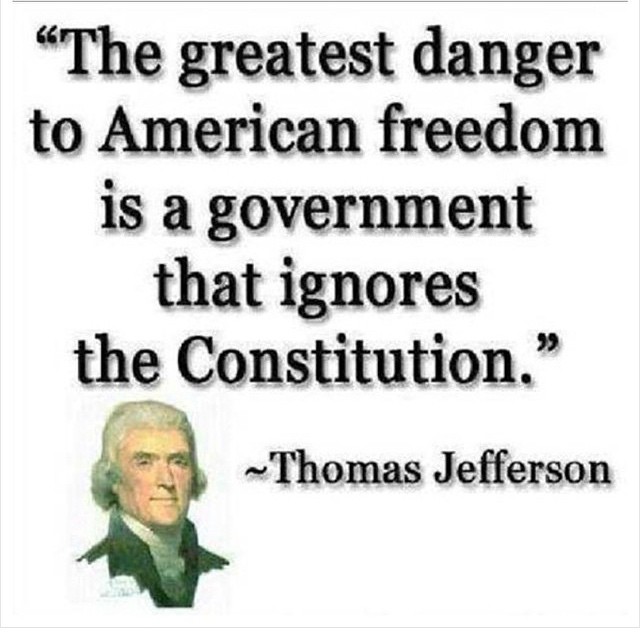 “The greatest danger
to American freedom
is a government
that ignores
the Constitution.”
~Thomas Jefferson